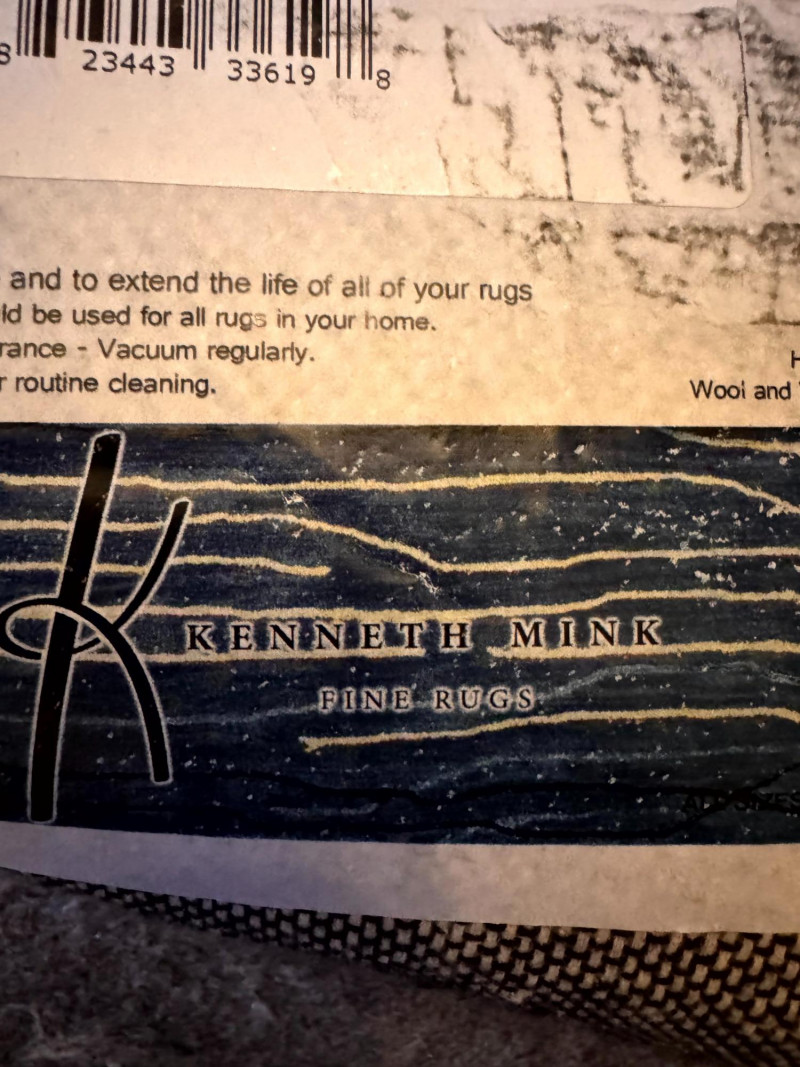 8 23443 33619 8
and to extend the life of all of your rugs
ld be used for all rugs in your home.
rance - Vacuum regularly.
r routine cleaning.
H
Wool and
K
KENNETH MINK
FINE RUGS